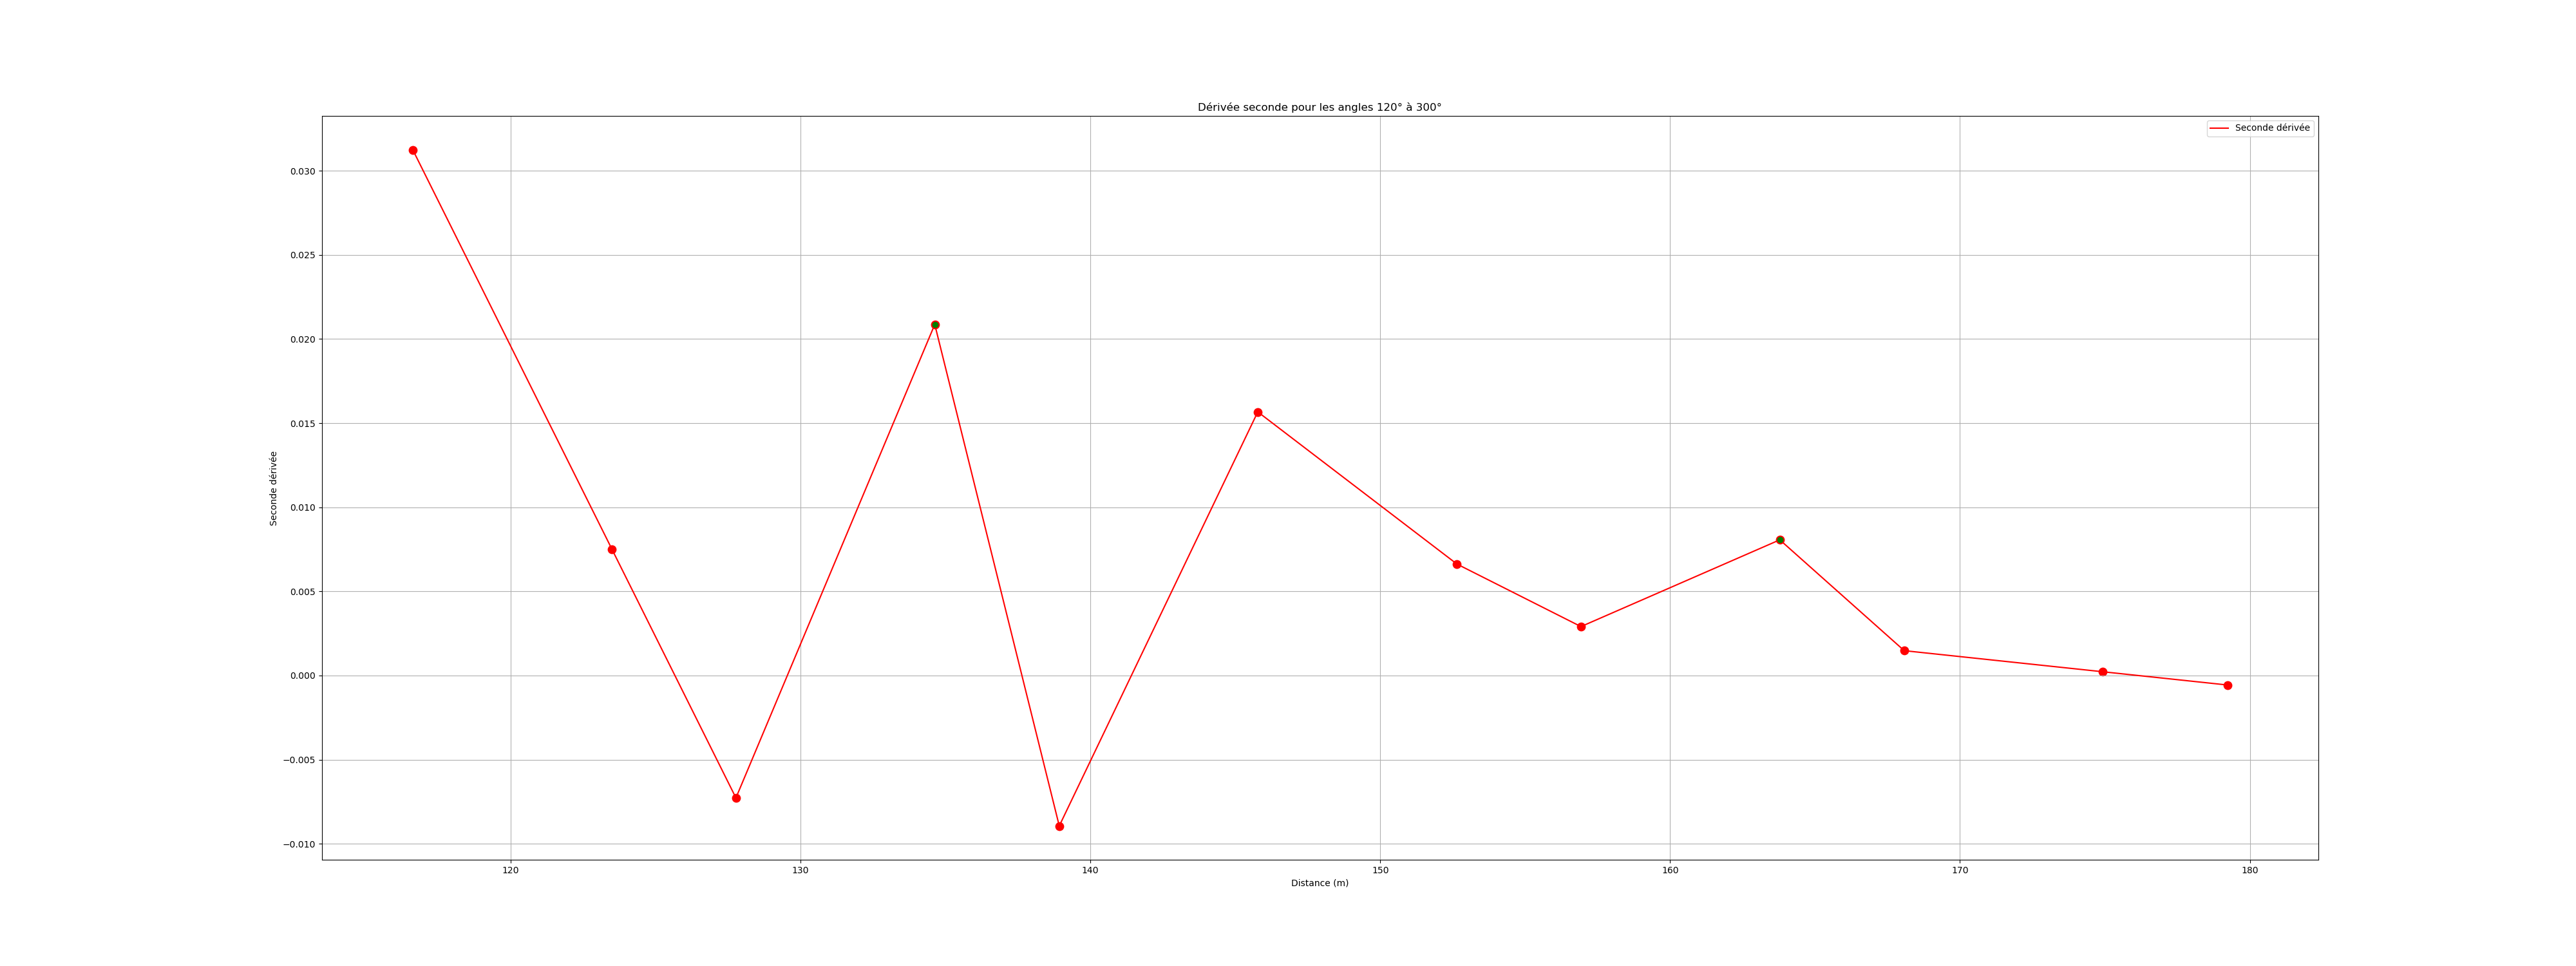 Dérivée seconde pour les angles 120° à 300°
Seconde dérivée
0.030
0.025
0.020
0.015
0.010
0.005
0.000
−0.005
−0.010
Seconde dérivée
120 130 140 150 160 170 180
Distance (m)